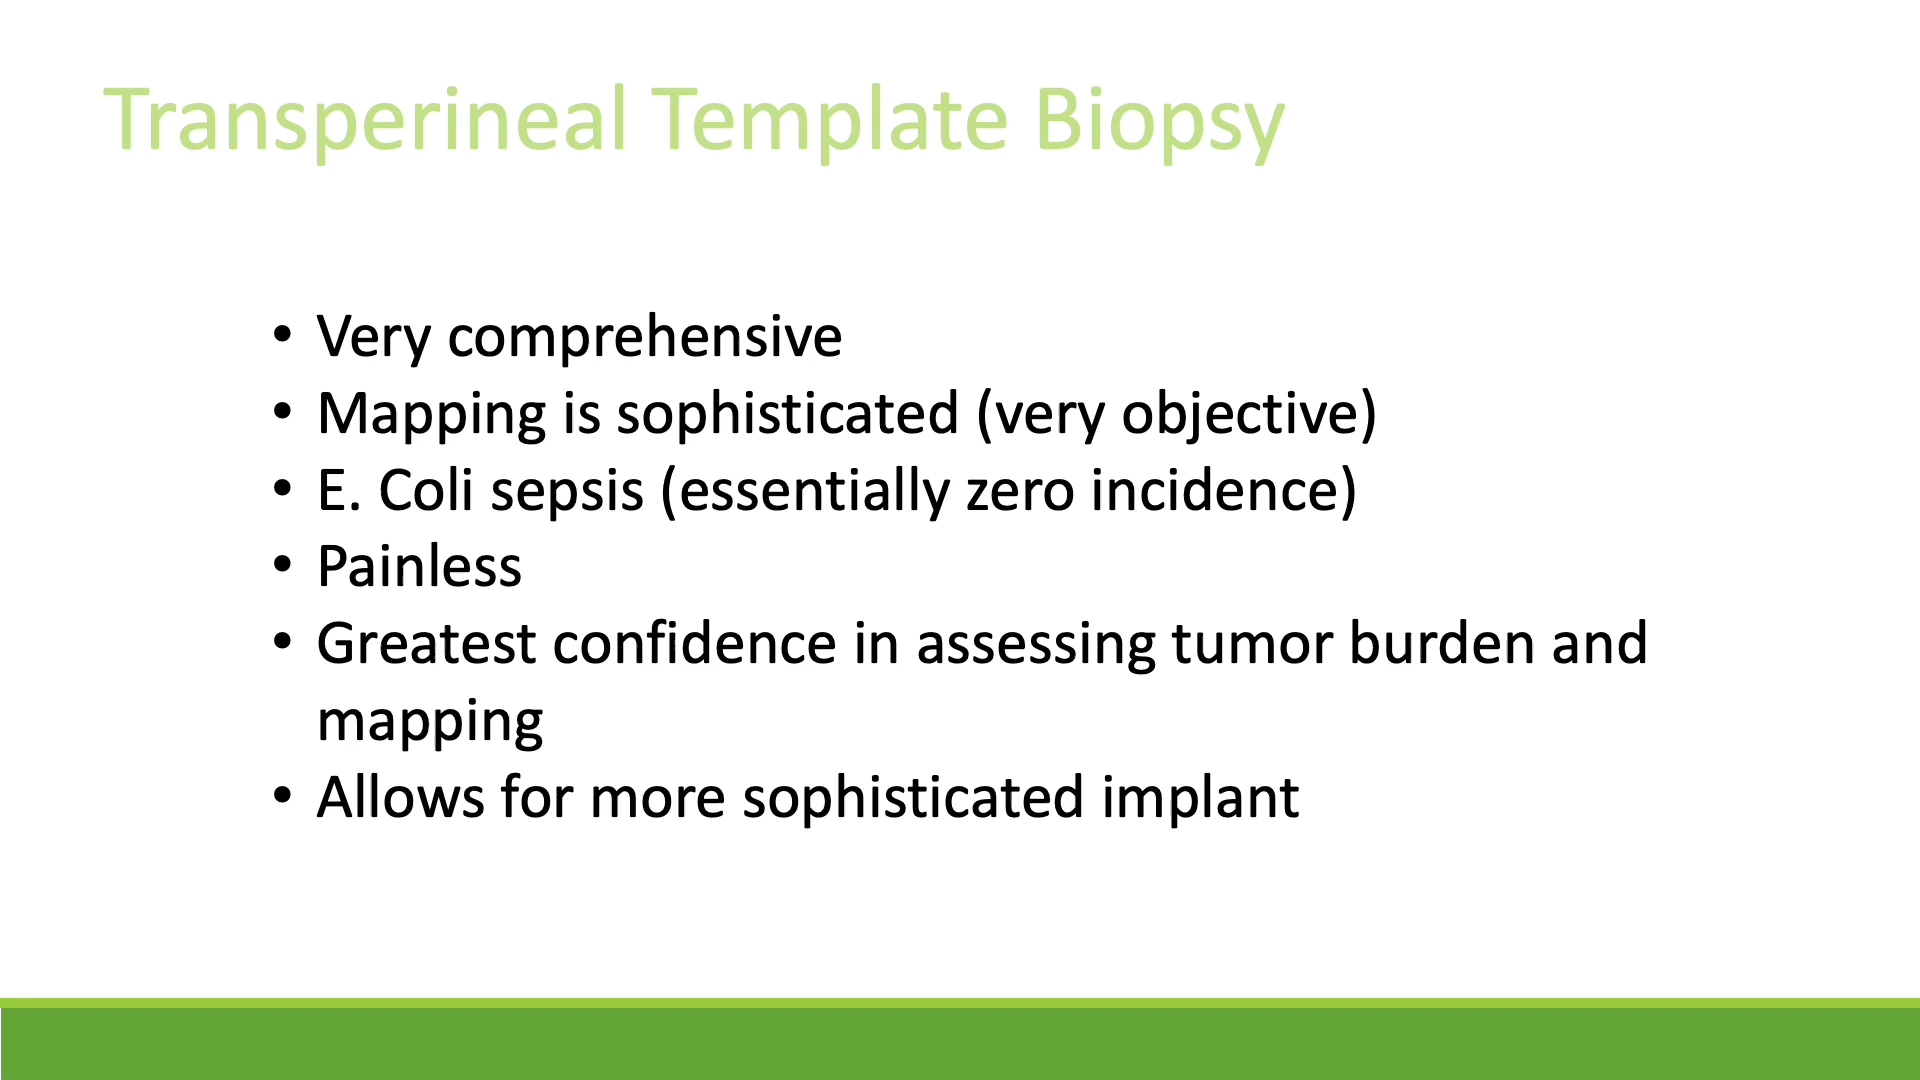 Transperineal Template Biopsy
• Very comprehensive
• Mapping is sophisticated (very objective)
• E. Coli sepsis (essentially zero incidence)
• Painless
• Greatest confidence in assessing tumor burden and
mapping
• Allows for more sophisticated implant